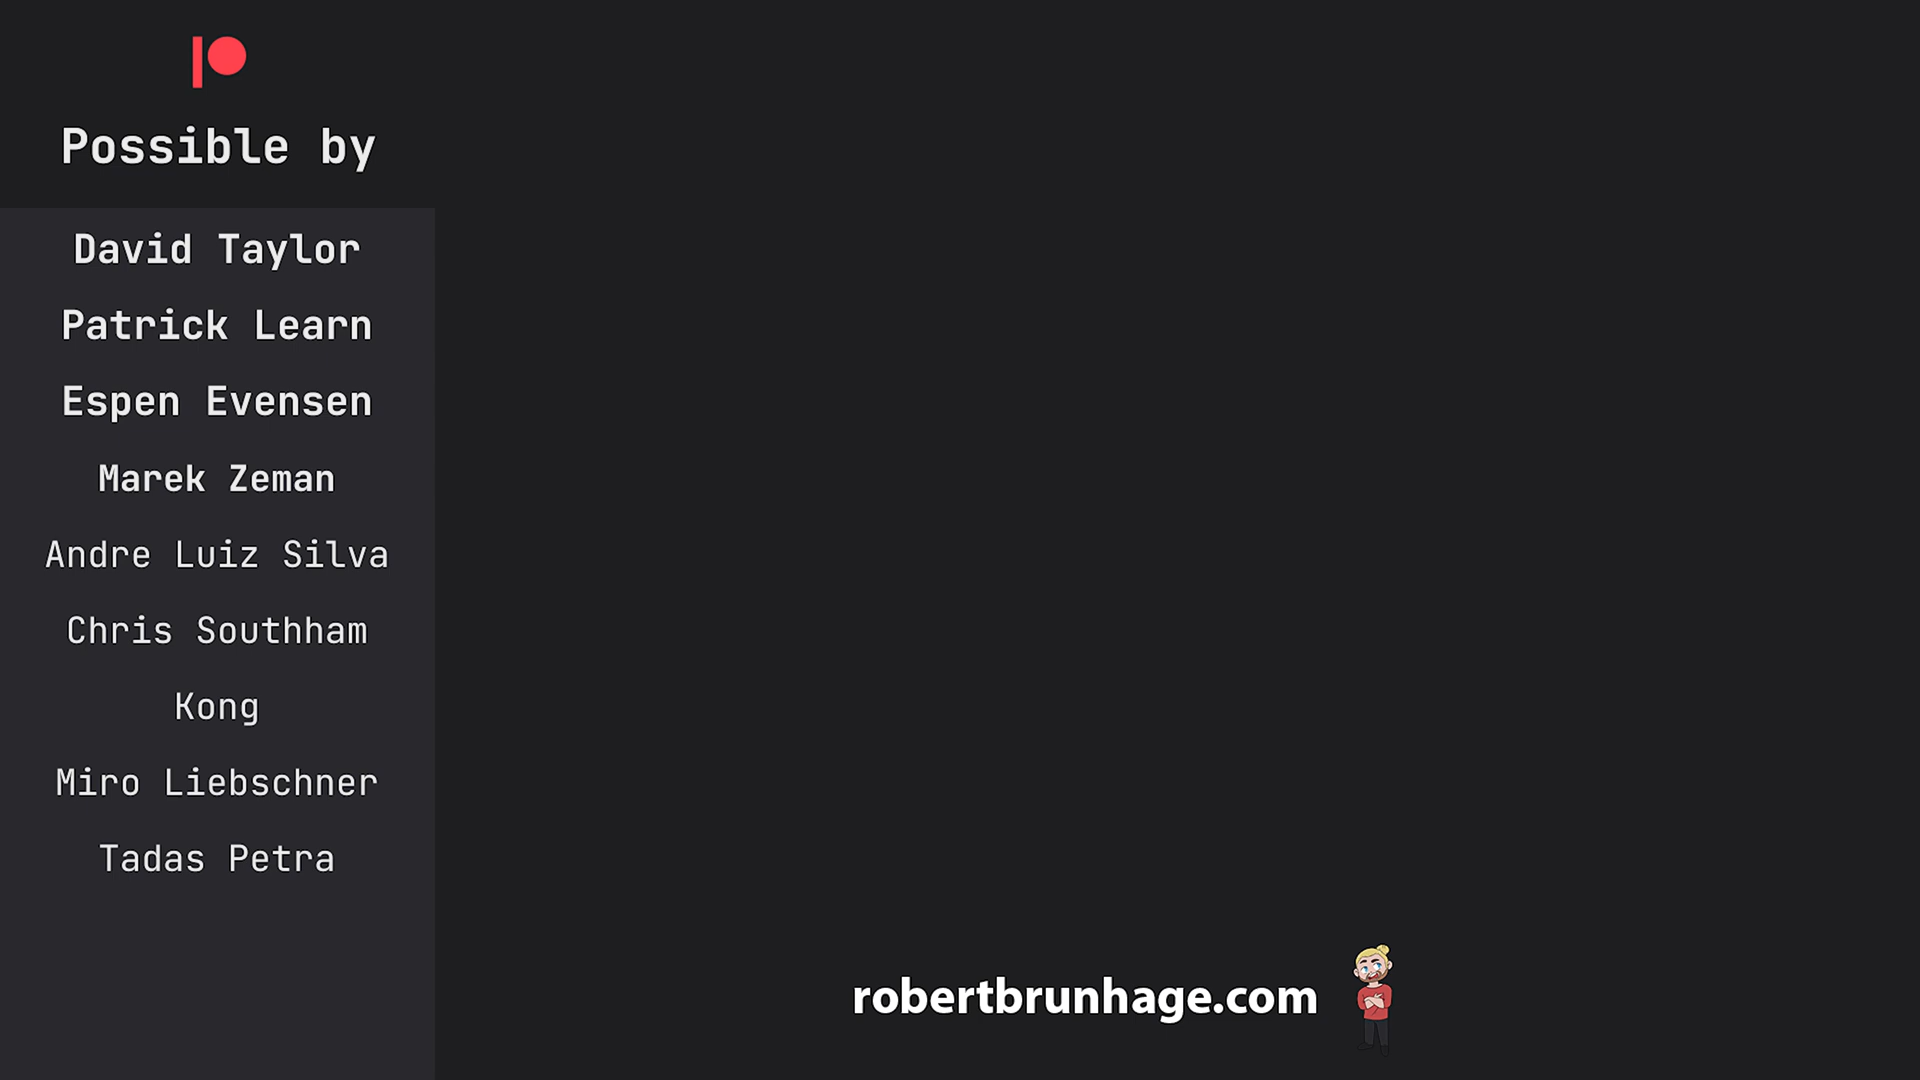 Possible by
David Taylor
Patrick Learn
Espen Evensen
Marek Zeman
Andre Luiz Silva
Chris Southham
Kong
Miro Liebschner
Tadas Petra
robertbrunhage.com